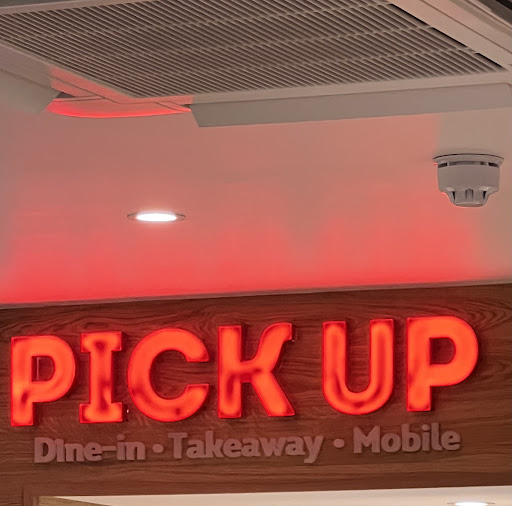 PICK UP
Dine-in • Takeaway • Mobile